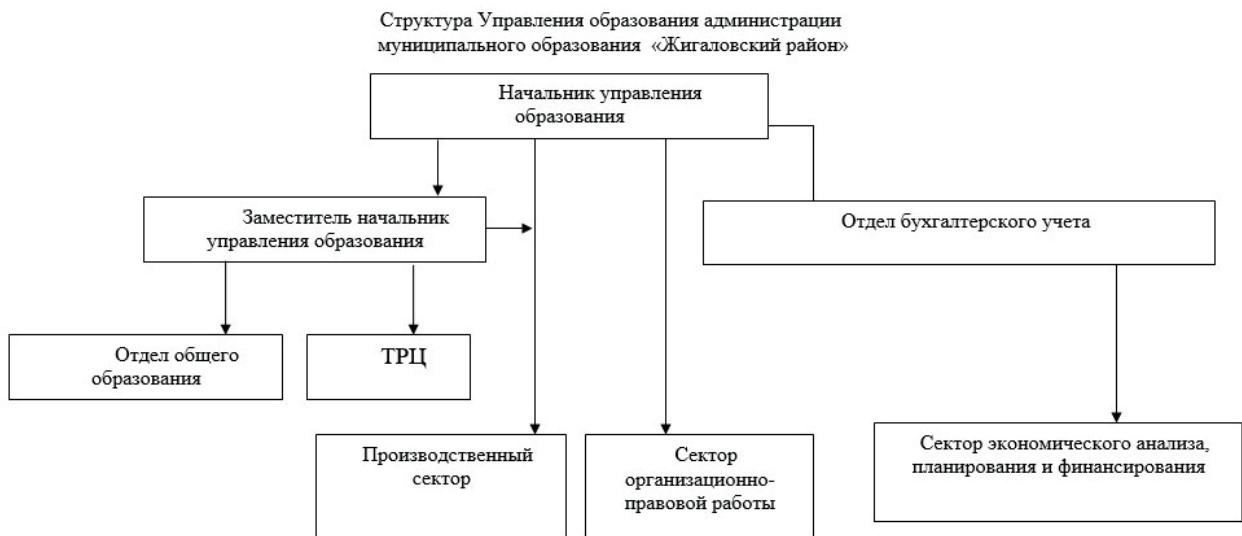 Структура Управления образования администрации
муниципального образования «Жигаловский район»
Начальник управления
образования
Заместитель начальник
управления образования
Отдел бухгалтерского учета
Отдел общего
образования
ТРЦ
Производственный
сектор
Сектор
организационно-
правовой работы
Сектор экономического анализа,
планирования и финансирования